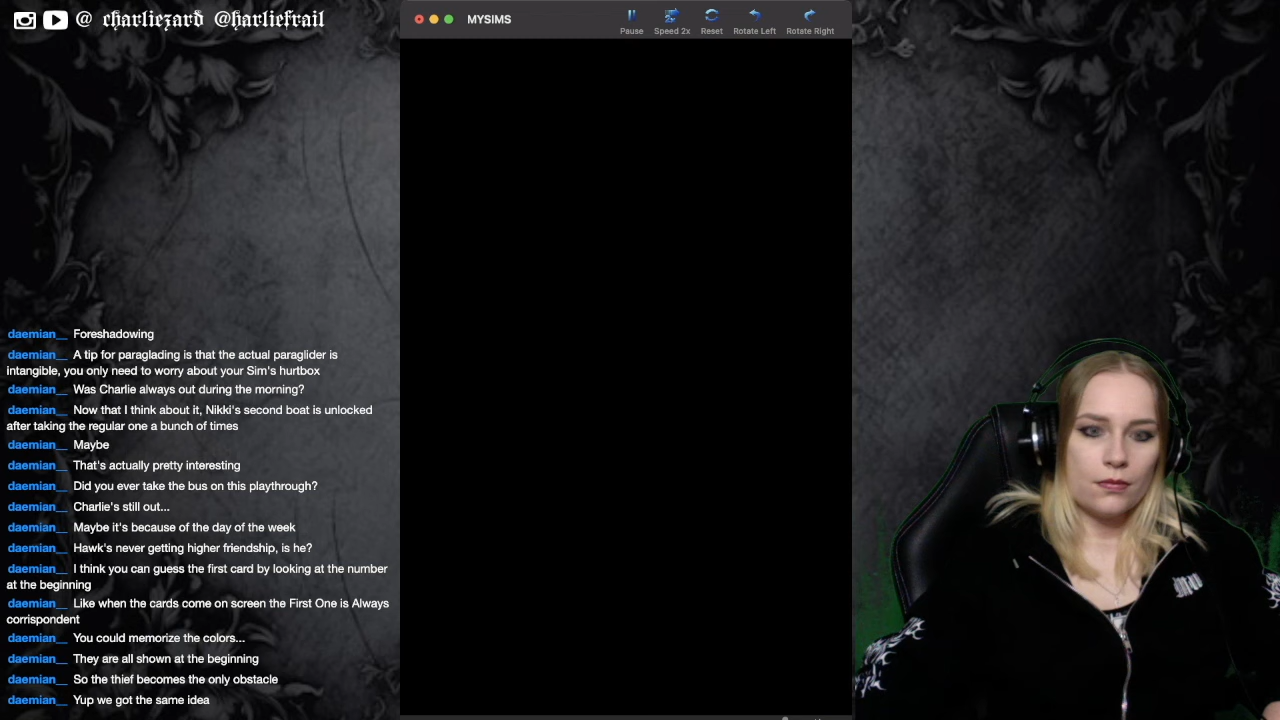 @ charliezard @harliefrail
MYSIMS
Pause Speed 2x Reset Rotate Left Rotate Right
daemian__ Foreshadowing
daemian__ A tip for paraglading is that the actual paraglider is
intangible, you only need to worry about your Sim's hurtbox
daemian__ Was Charlie always out during the morning?
daemian__ Now that I think about it, Nikki's second boat is unlocked
after taking the regular one a bunch of times
daemian__ Maybe
daemian__ That's actually pretty interesting
daemian__ Did you ever take the bus on this playthrough?
daemian__ Charlie's still out...
daemian__ Maybe it's because of the day of the week
daemian__ Hawk's never getting higher friendship, is he?
daemian__ I think you can guess the first card by looking at the number
at the beginning
daemian__ Like when the cards come on screen the First One is Always
corrispondent
daemian__ You could memorize the colors...
daemian__ They are all shown at the beginning
daemian__ So the thief becomes the only obstacle
daemian__ Yup we got the same idea